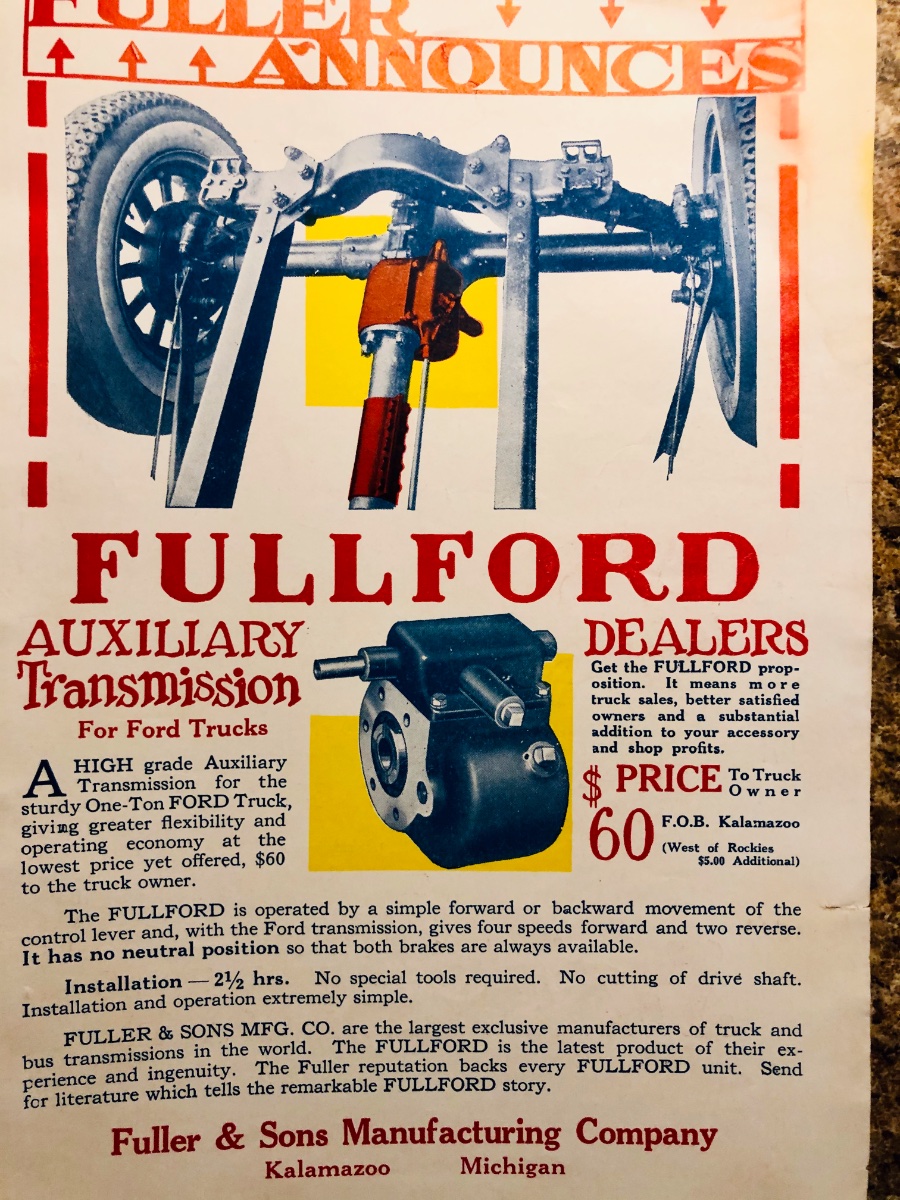 FULLER
ANNOUNCES
FULLFORD
AUXILIARY
Transmission
For Ford Trucks
A HIGH grade Auxiliary
Transmission for the
sturdy One-Ton FORD Truck,
giving greater flexibility and
operating economy at the
lowest price yet offered, $60
to the truck owner.
DEALERS
Get the FULLFORD prop-
osition. It means more
truck sales, better satisfied
owners and a substantial
addition to your accessory
and shop profits.
$ PRICE To Truck
Owner
60 F.O.B. Kalamazoo
(West of Rockies
$5.00 Additional)
The FULLFORD is operated by a simple forward or backward movement of the
control lever and, with the Ford transmission, gives four speeds forward and two reverse.
It has no neutral position so that both brakes are always available.
Installation — 2½ hrs. No special tools required. No cutting of drive shaft.
Installation and operation extremely simple.
FULLER & SONS MFG. CO. are the largest exclusive manufacturers of truck and
bus transmissions in the world. The FULLFORD is the latest product of their ex-
perience and ingenuity. The Fuller reputation backs every FULLFORD unit. Send
for literature which tells the remarkable FULLFORD story.
Fuller & Sons Manufacturing Company
Kalamazoo Michigan